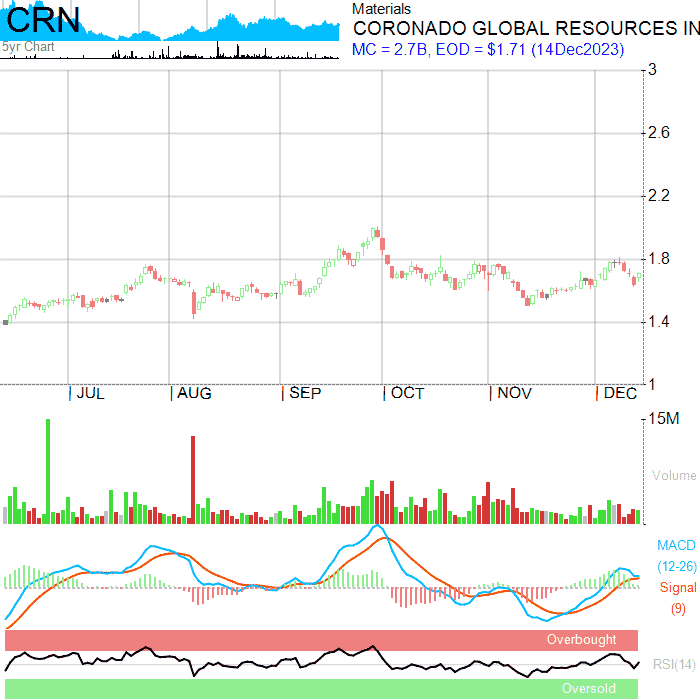 CRN
5yr Chart
Materials
CORONADO GLOBAL RESOURCES IN
MC = 2.7B, EOD = $1.71 (14Dec2023)
3
2.6
2.2
1.8
1.4
1
JUL AUG SEP OCT NOV DEC
15M
Volume
MACD
(12-26)
Signal
(9)
Overbought
RSI(14)
Oversold